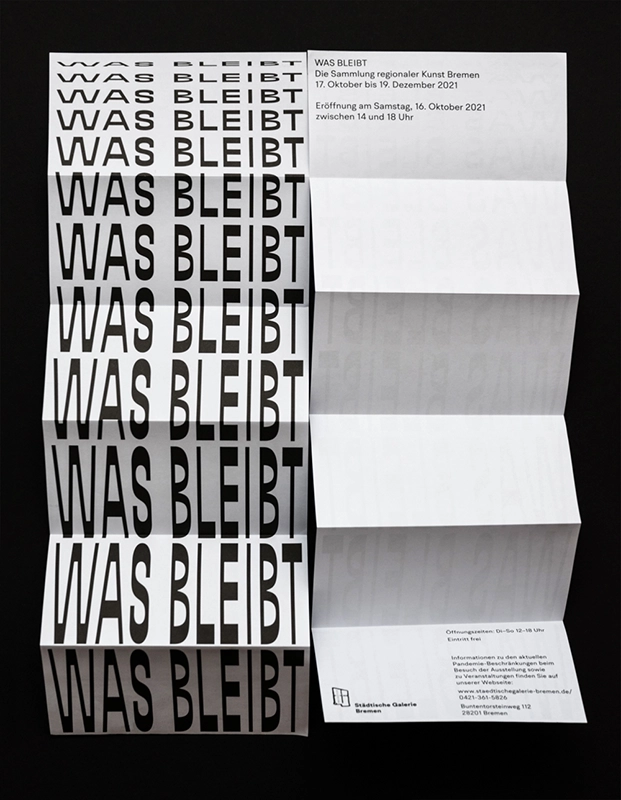 WAS BLEIBT
WAS BLEIBT
WAS BLEIBT
WAS BLEIBT
WAS BLEIBT
WAS BLEIBT
WAS BLEIBT
WAS BLEIBT
WAS BLEIBT
WAS BLEIBT
WAS BLEIBT
WAS BLEIBT
WAS BLEIBT
Die Sammlung regionaler Kunst Bremen
17. Oktober bis 19. Dezember 2021
Eröffnung am Samstag, 16. Oktober 2021
zwischen 14 und 18 Uhr
Öffnungszeiten: Di–So 12–18 Uhr
Eintritt frei
Informationen zu den aktuellen
Pandemie-Beschränkungen beim
Besuch der Ausstellung sowie
zu Veranstaltungen finden Sie auf
unserer Webseite:
www.staedtischegalerie-bremen.de/
0421-361-5826
Buntentorsteinweg 112
28201 Bremen
Städtische Galerie
Bremen